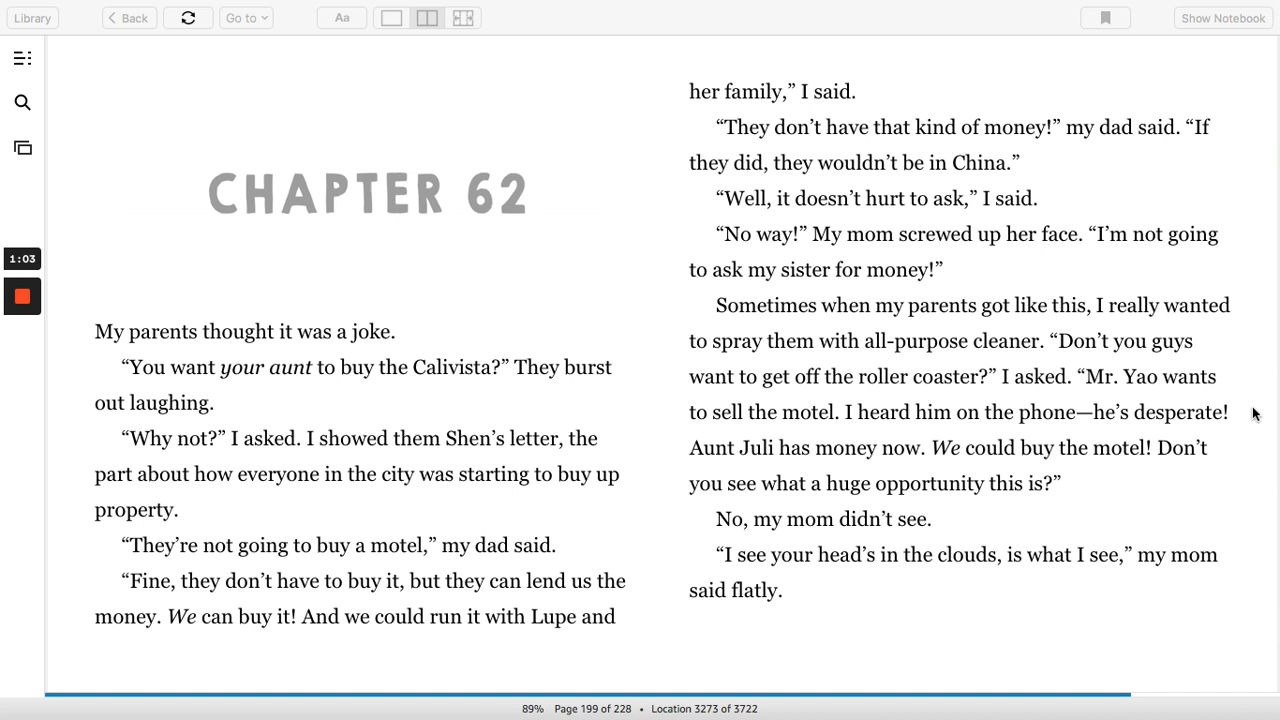 Library
Back
Go to
Aa
Show Notebook
1:03
CHAPTER 62
My parents thought it was a joke.
“You want your aunt to buy the Calivista?” They burst
out laughing.
“Why not?” I asked. I showed them Shen’s letter, the
part about how everyone in the city was starting to buy up
property.
“They’re not going to buy a motel,” my dad said.
“Fine, they don’t have to buy it, but they can lend us the
money. We can buy it! And we could run it with Lupe and
her family,” I said.
“They don’t have that kind of money!” my dad said. “If
they did, they wouldn’t be in China.”
“Well, it doesn’t hurt to ask,” I said.
“No way!” My mom screwed up her face. “I’m not going
to ask my sister for money!”
Sometimes when my parents got like this, I really wanted
to spray them with all-purpose cleaner. “Don’t you guys
want to get off the roller coaster?” I asked. “Mr. Yao wants
to sell the motel. I heard him on the phone—he’s desperate!
Aunt Juli has money now. We could buy the motel! Don’t
you see what a huge opportunity this is?”
No, my mom didn’t see.
“I see your head’s in the clouds, is what I see,” my mom
said flatly.
89% Page 199 of 228 • Location 3273 of 3722